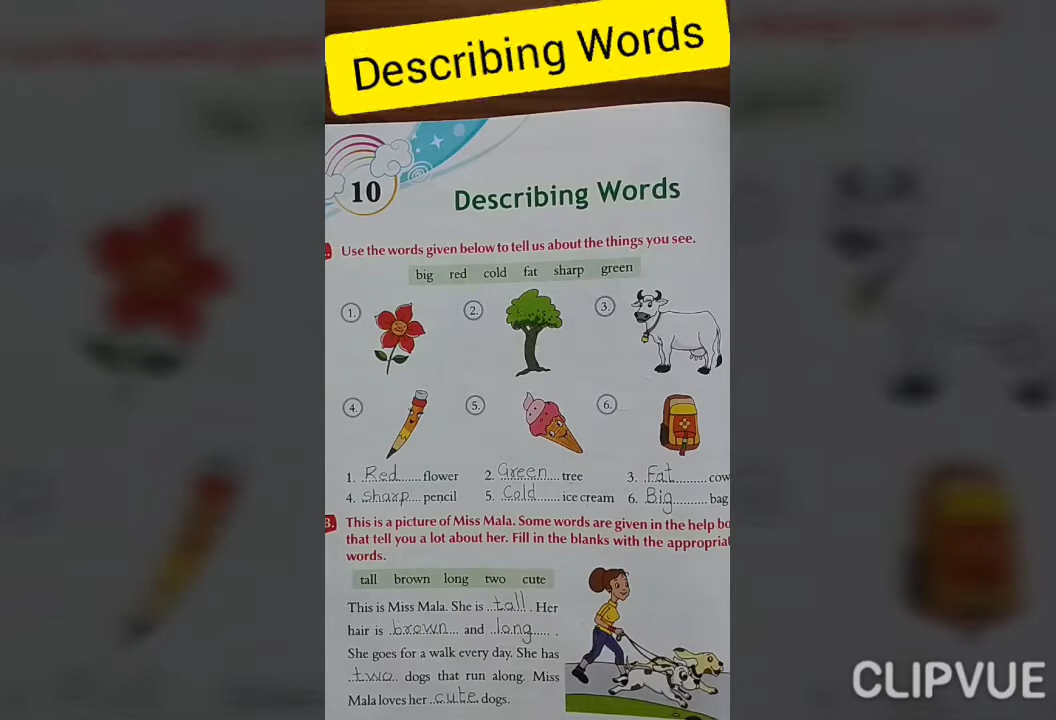 Describing Words
10
Describing Words
Use the words given below to tell us about the things you see.
big red cold fat sharp green
1. 2. 3.
4. 5. 6.
1. ..Red...... flower 2. ..Green.... tree 3. ..Fat........... cow
4. ..sharp.... pencil 5. ..Cold....... ice cream 6. ..Big.......... bag
B. This is a picture of Miss Mala. Some words are given in the help bo
that tell you a lot about her. Fill in the blanks with the appropriat
words.
tall brown long two cute
This is Miss Mala. She is ...tall.. . Her
hair is ..brown.... and ..long...... .
She goes for a walk every day. She has
..two.. dogs that run along. Miss
Mala loves her ..cute.. dogs.
CLIPVUE